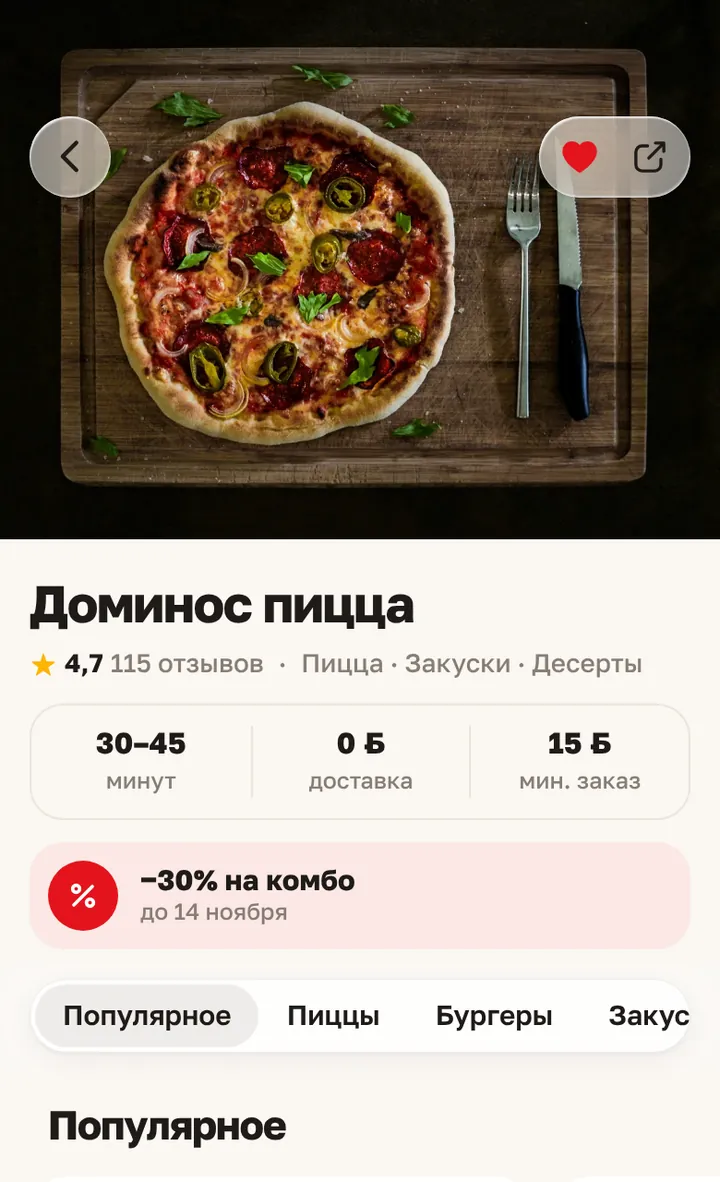 Доминос пицца
4,7 115 отзывов · Пицца · Закуски · Десерты
30–45
минут
0 Б
доставка
15 Б
мин. заказ
%
–30% на комбо
до 14 ноября
Популярное Пиццы Бургеры Закус
Популярное